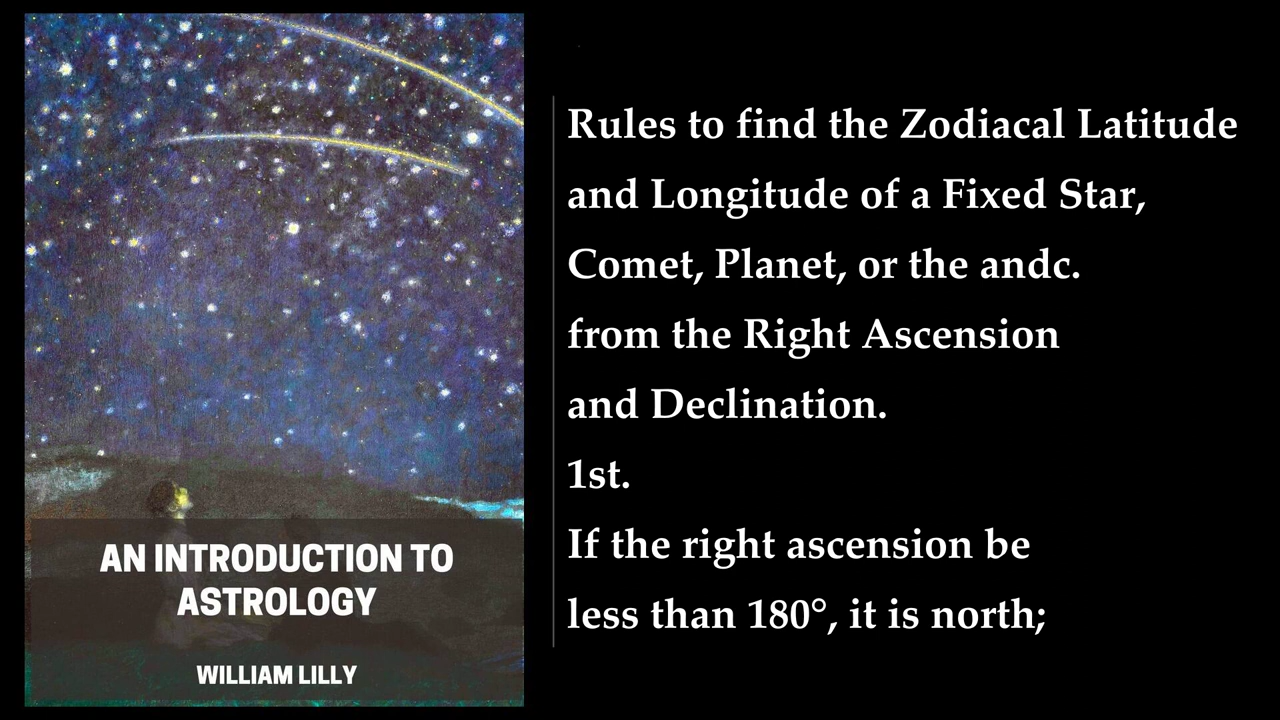 AN INTRODUCTION TO
ASTROLOGY
WILLIAM LILLY
Rules to find the Zodiacal Latitude
and Longitude of a Fixed Star,
Comet, Planet, or the andc.
from the Right Ascension
and Declination.
1st.
If the right ascension be
less than 180°, it is north;